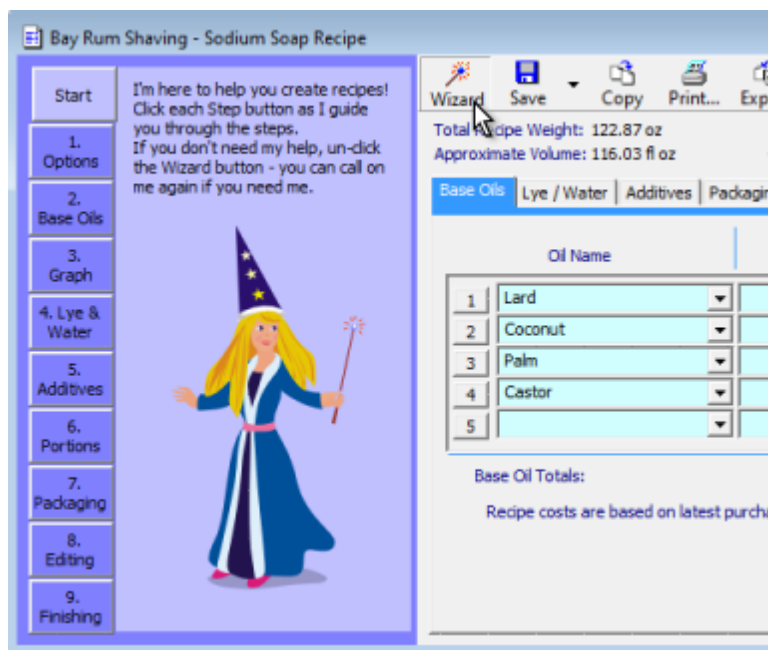 Bay Rum Shaving - Sodium Soap Recipe
Start
1.
Options
2.
Base Oils
3.
Graph
4. Lye &
Water
5.
Additives
6.
Portions
7.
Packaging
8.
Editing
9.
Finishing
I'm here to help you create recipes!
Click each Step button as I guide
you through the steps.
If you don't need my help, un-click
the Wizard button - you can call on
me again if you need me.
Wizard Save Copy Print... Exp
Total Recipe Weight: 122.87 oz
Approximate Volume: 116.03 fl oz
Base Oils Lye / Water Additives Packagin
Oil Name
1 Lard
2 Coconut
3 Palm
4 Castor
5
Base Oil Totals:
Recipe costs are based on latest purcha